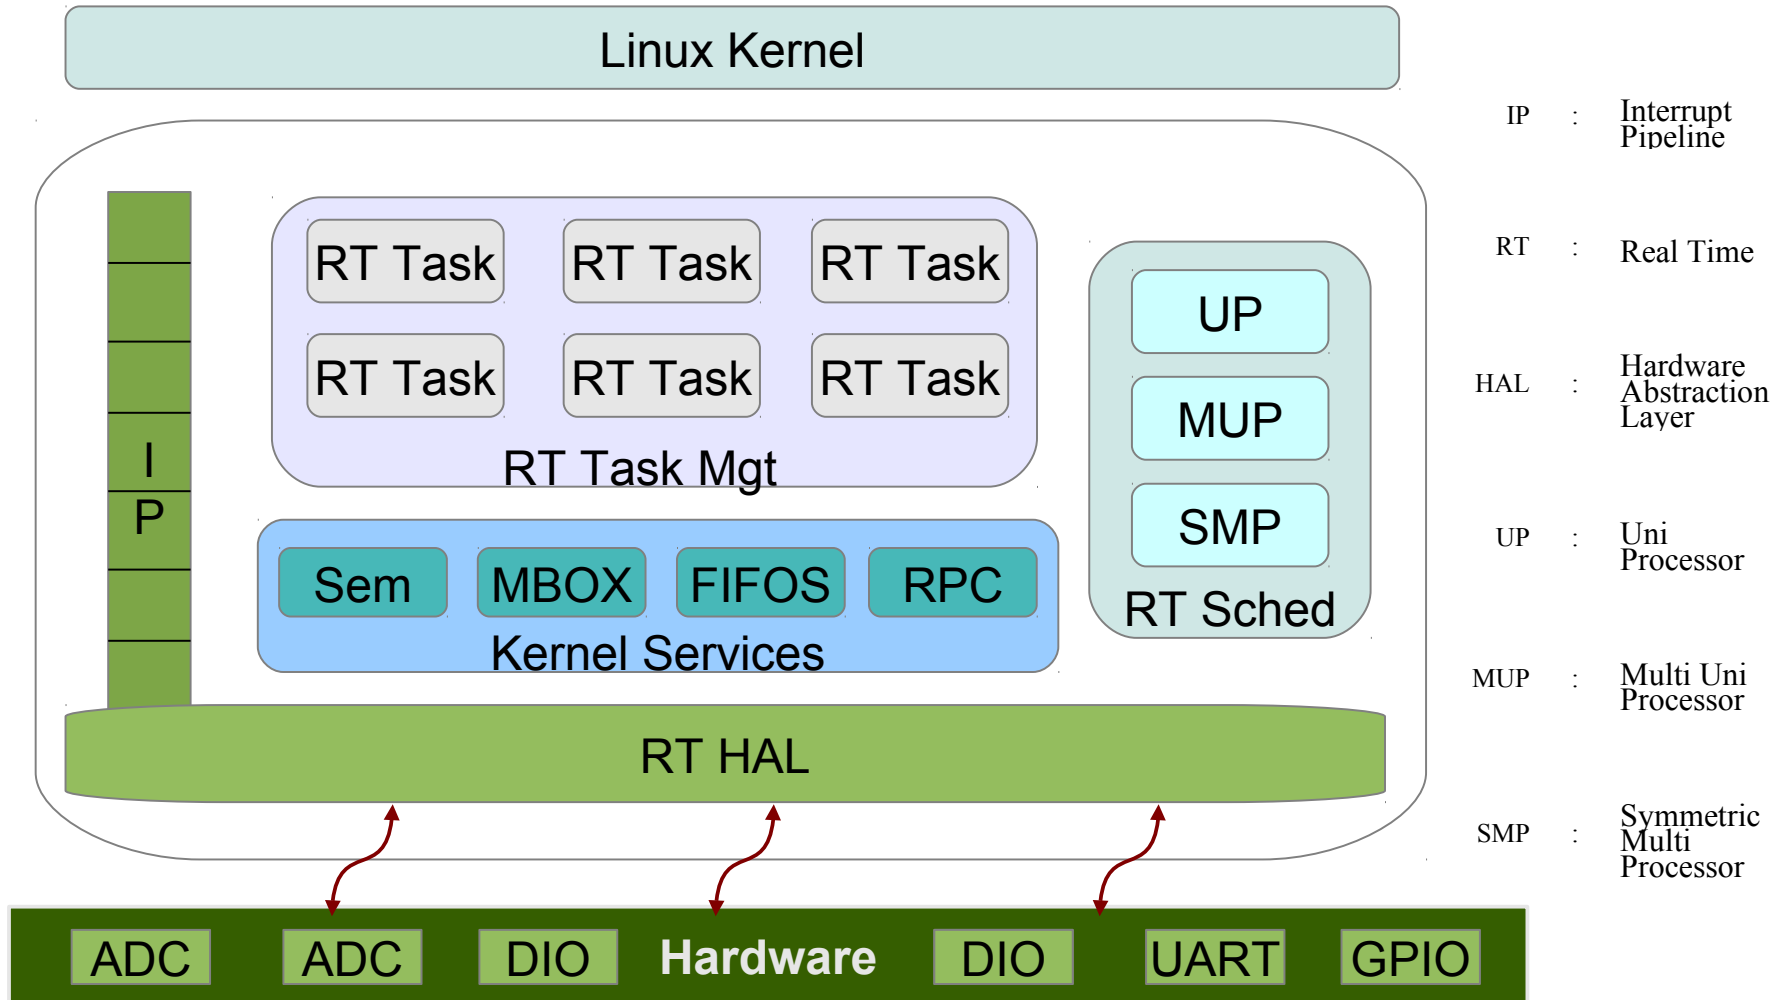 Linux Kernel
RT Task RT Task RT Task
RT Task RT Task RT Task
RT Task Mgt
I
P
Sem MBOX FIFOS RPC
Kernel Services
UP
MUP
SMP
RT Sched
RT HAL
ADC ADC DIO Hardware DIO UART GPIO
IP : Interrupt
Pipeline
RT : Real Time
HAL : Hardware
Abstraction
Layer
UP : Uni
Processor
MUP : Multi Uni
Processor
SMP : Symmetric
Multi
Processor